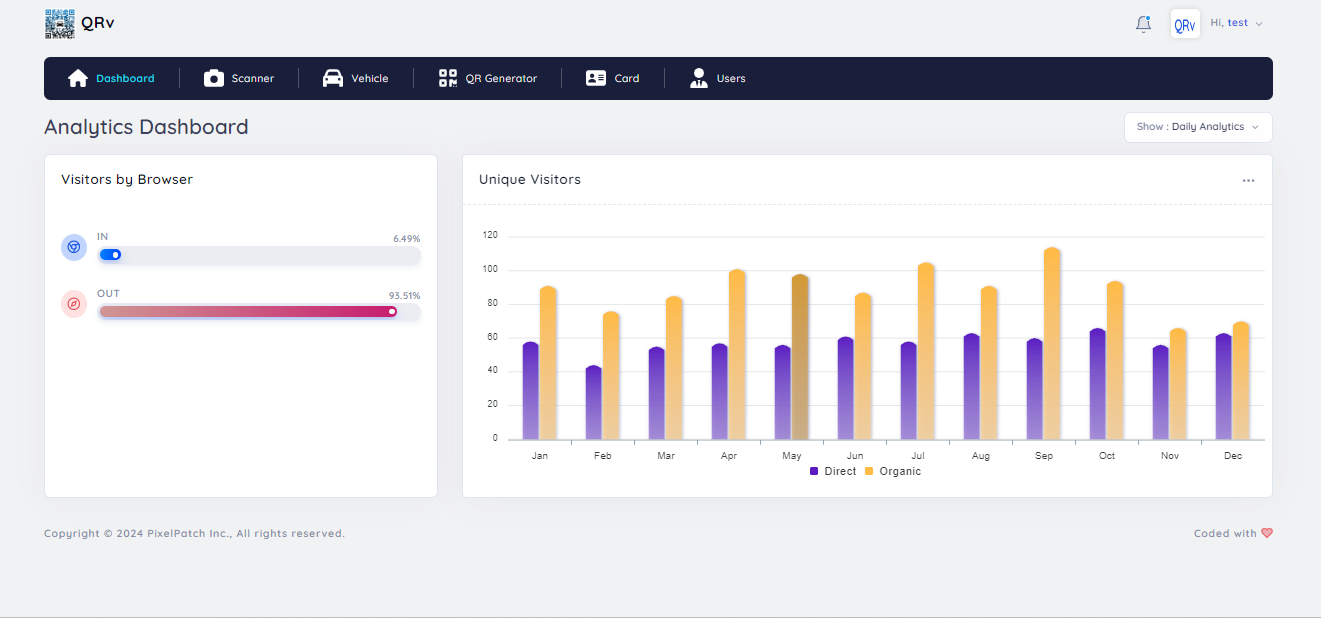 QRv
QRv
Hi, test
Dashboard
Scanner
Vehicle
QR Generator
Card
Users
Analytics Dashboard
Show : Daily Analytics
Visitors by Browser
IN
6.49%
OUT
93.51%
Unique Visitors
120
100
80
60
40
20
0
Jan Feb Mar Apr May Jun Jul Aug Sep Oct Nov Dec
Direct Organic
Copyright © 2024 PixelPatch Inc., All rights reserved.
Coded with